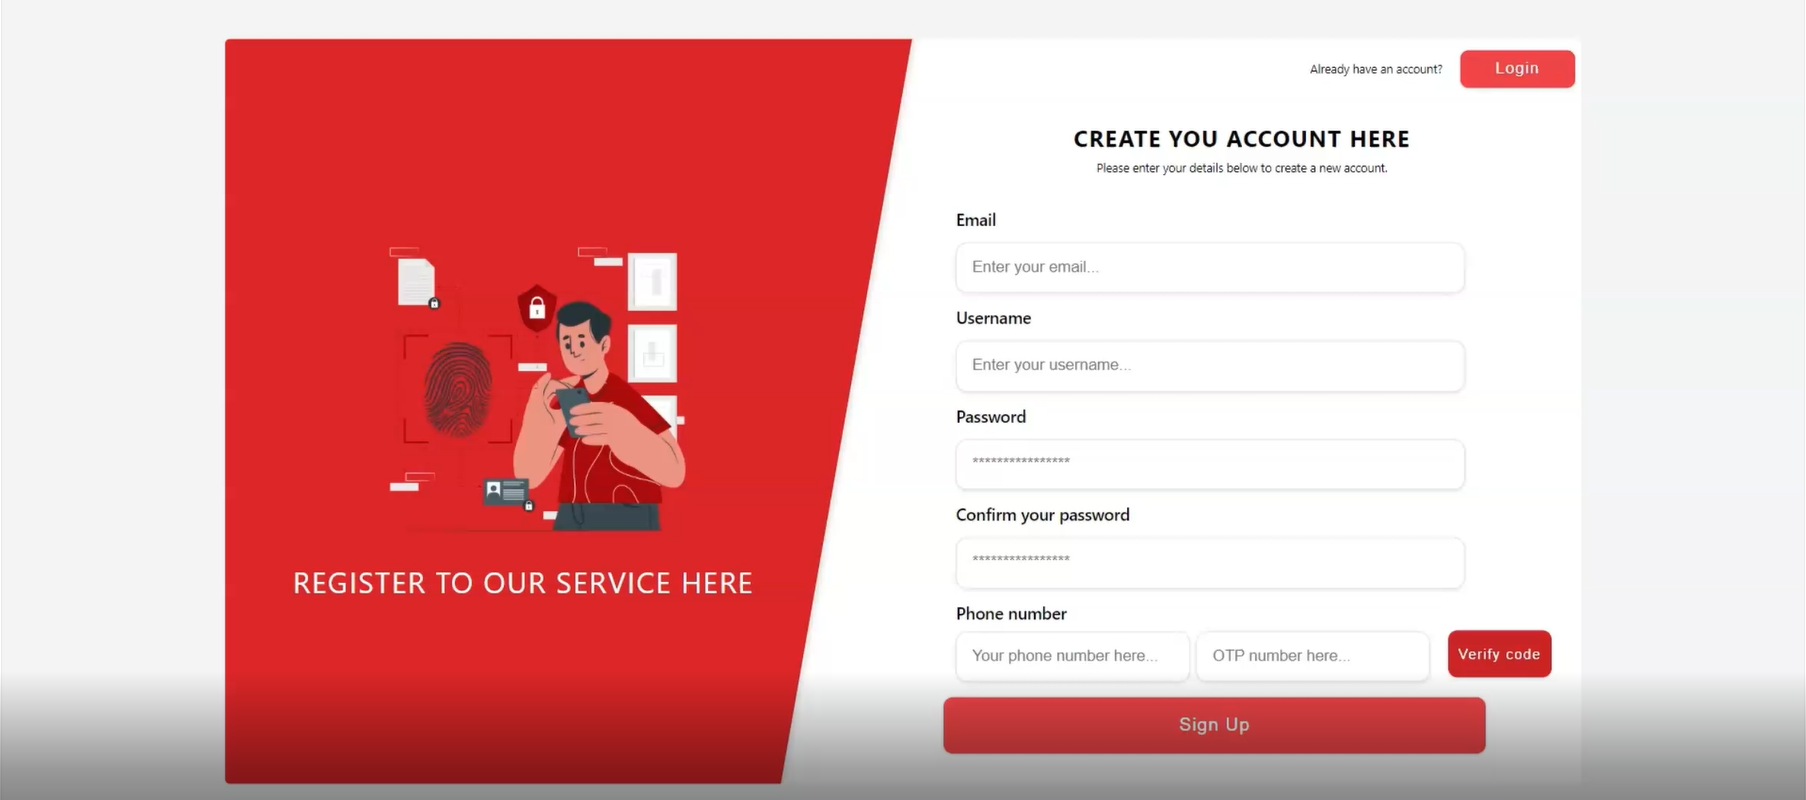 Already have an account?
Login
CREATE YOU ACCOUNT HERE
Please enter your details below to create a new account.
Email
Enter your email...
Username
Enter your username...
Password
****************
Confirm your password
****************
Phone number
Your phone number here...
OTP number here...
Verify code
Sign Up
REGISTER TO OUR SERVICE HERE